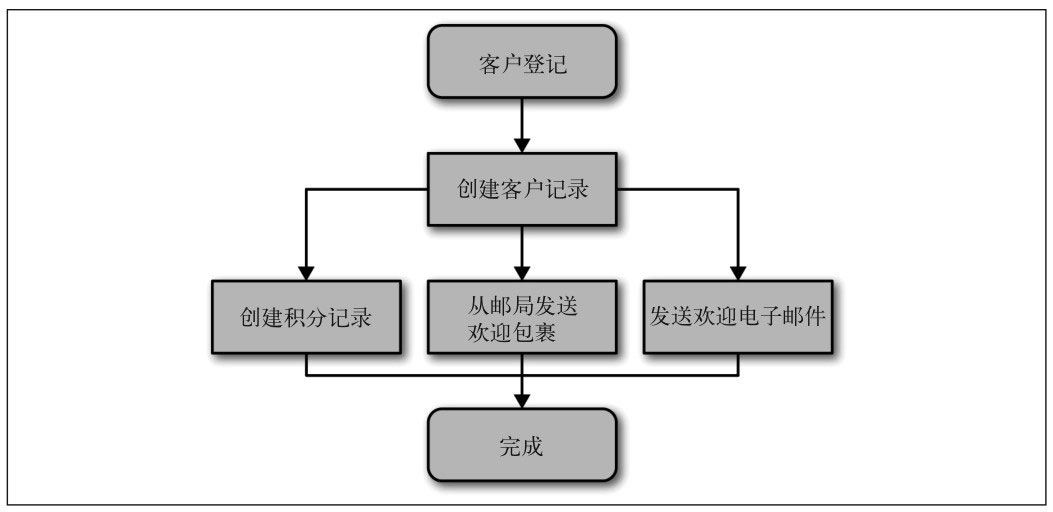 客户登记
创建客户记录
创建积分记录
从邮局发送
欢迎包裹
发送欢迎电子邮件
完成